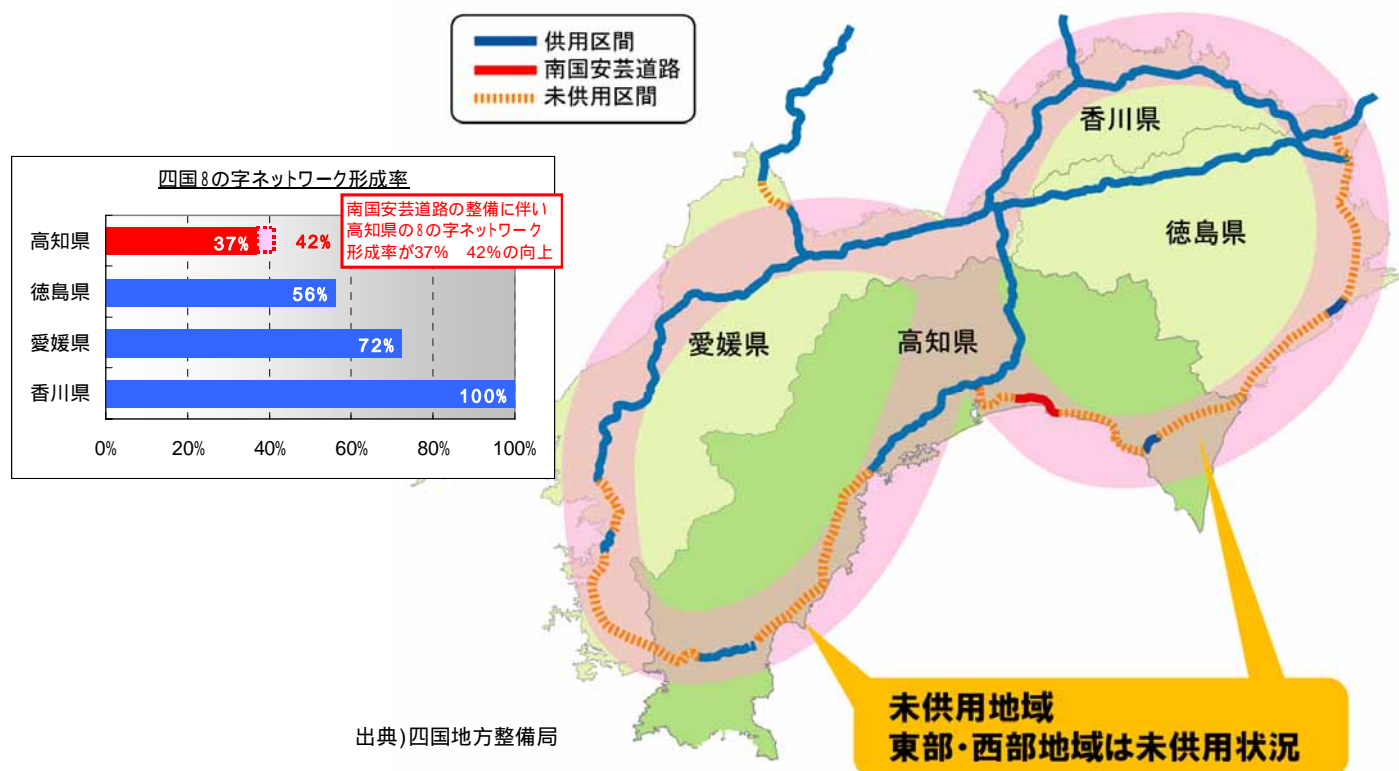 供用区間
南国安芸道路
未供用区間
四国8の字ネットワーク形成率
南国安芸道路の整備に伴い
高知県の8の字ネットワーク
形成率が37% 42%の向上
高知県
37%
42%
徳島県
56%
愛媛県
72%
香川県
100%
0%
20%
40%
60%
80%
100%
香川県
徳島県
愛媛県
高知県
未供用地域
東部・西部地域は未供用状況
出典)四国地方整備局